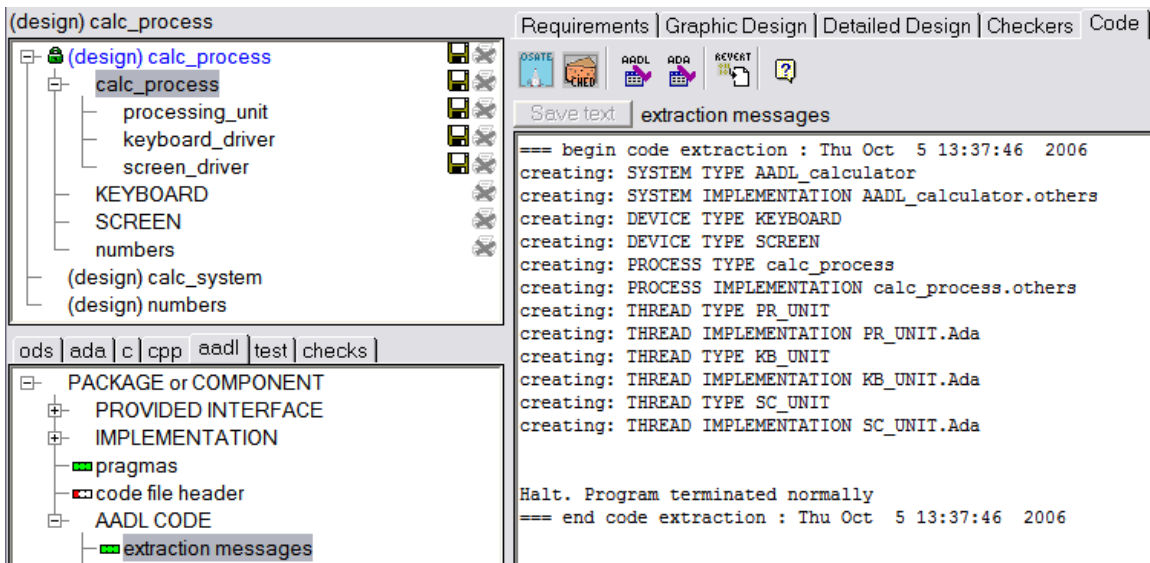 (design) calc_process
(design) calc_process
calc_process
processing_unit
keyboard_driver
screen_driver
KEYBOARD
SCREEN
numbers
(design) calc_system
(design) numbers
ods ada c cpp aadl test checks
PACKAGE or COMPONENT
PROVIDED INTERFACE
IMPLEMENTATION
pragmas
code file header
AADL CODE
extraction messages
Requirements Graphic Design Detailed Design Checkers Code
OSATE CHED AADL ADA REVERT
Save text extraction messages
=== begin code extraction : Thu Oct  5 13:37:46  2006
creating: SYSTEM TYPE AADL_calculator
creating: SYSTEM IMPLEMENTATION AADL_calculator.others
creating: DEVICE TYPE KEYBOARD
creating: DEVICE TYPE SCREEN
creating: PROCESS TYPE calc_process
creating: PROCESS IMPLEMENTATION calc_process.others
creating: THREAD TYPE PR_UNIT
creating: THREAD IMPLEMENTATION PR_UNIT.Ada
creating: THREAD TYPE KB_UNIT
creating: THREAD IMPLEMENTATION KB_UNIT.Ada
creating: THREAD TYPE SC_UNIT
creating: THREAD IMPLEMENTATION SC_UNIT.Ada
Halt. Program terminated normally
=== end code extraction : Thu Oct  5 13:37:46  2006